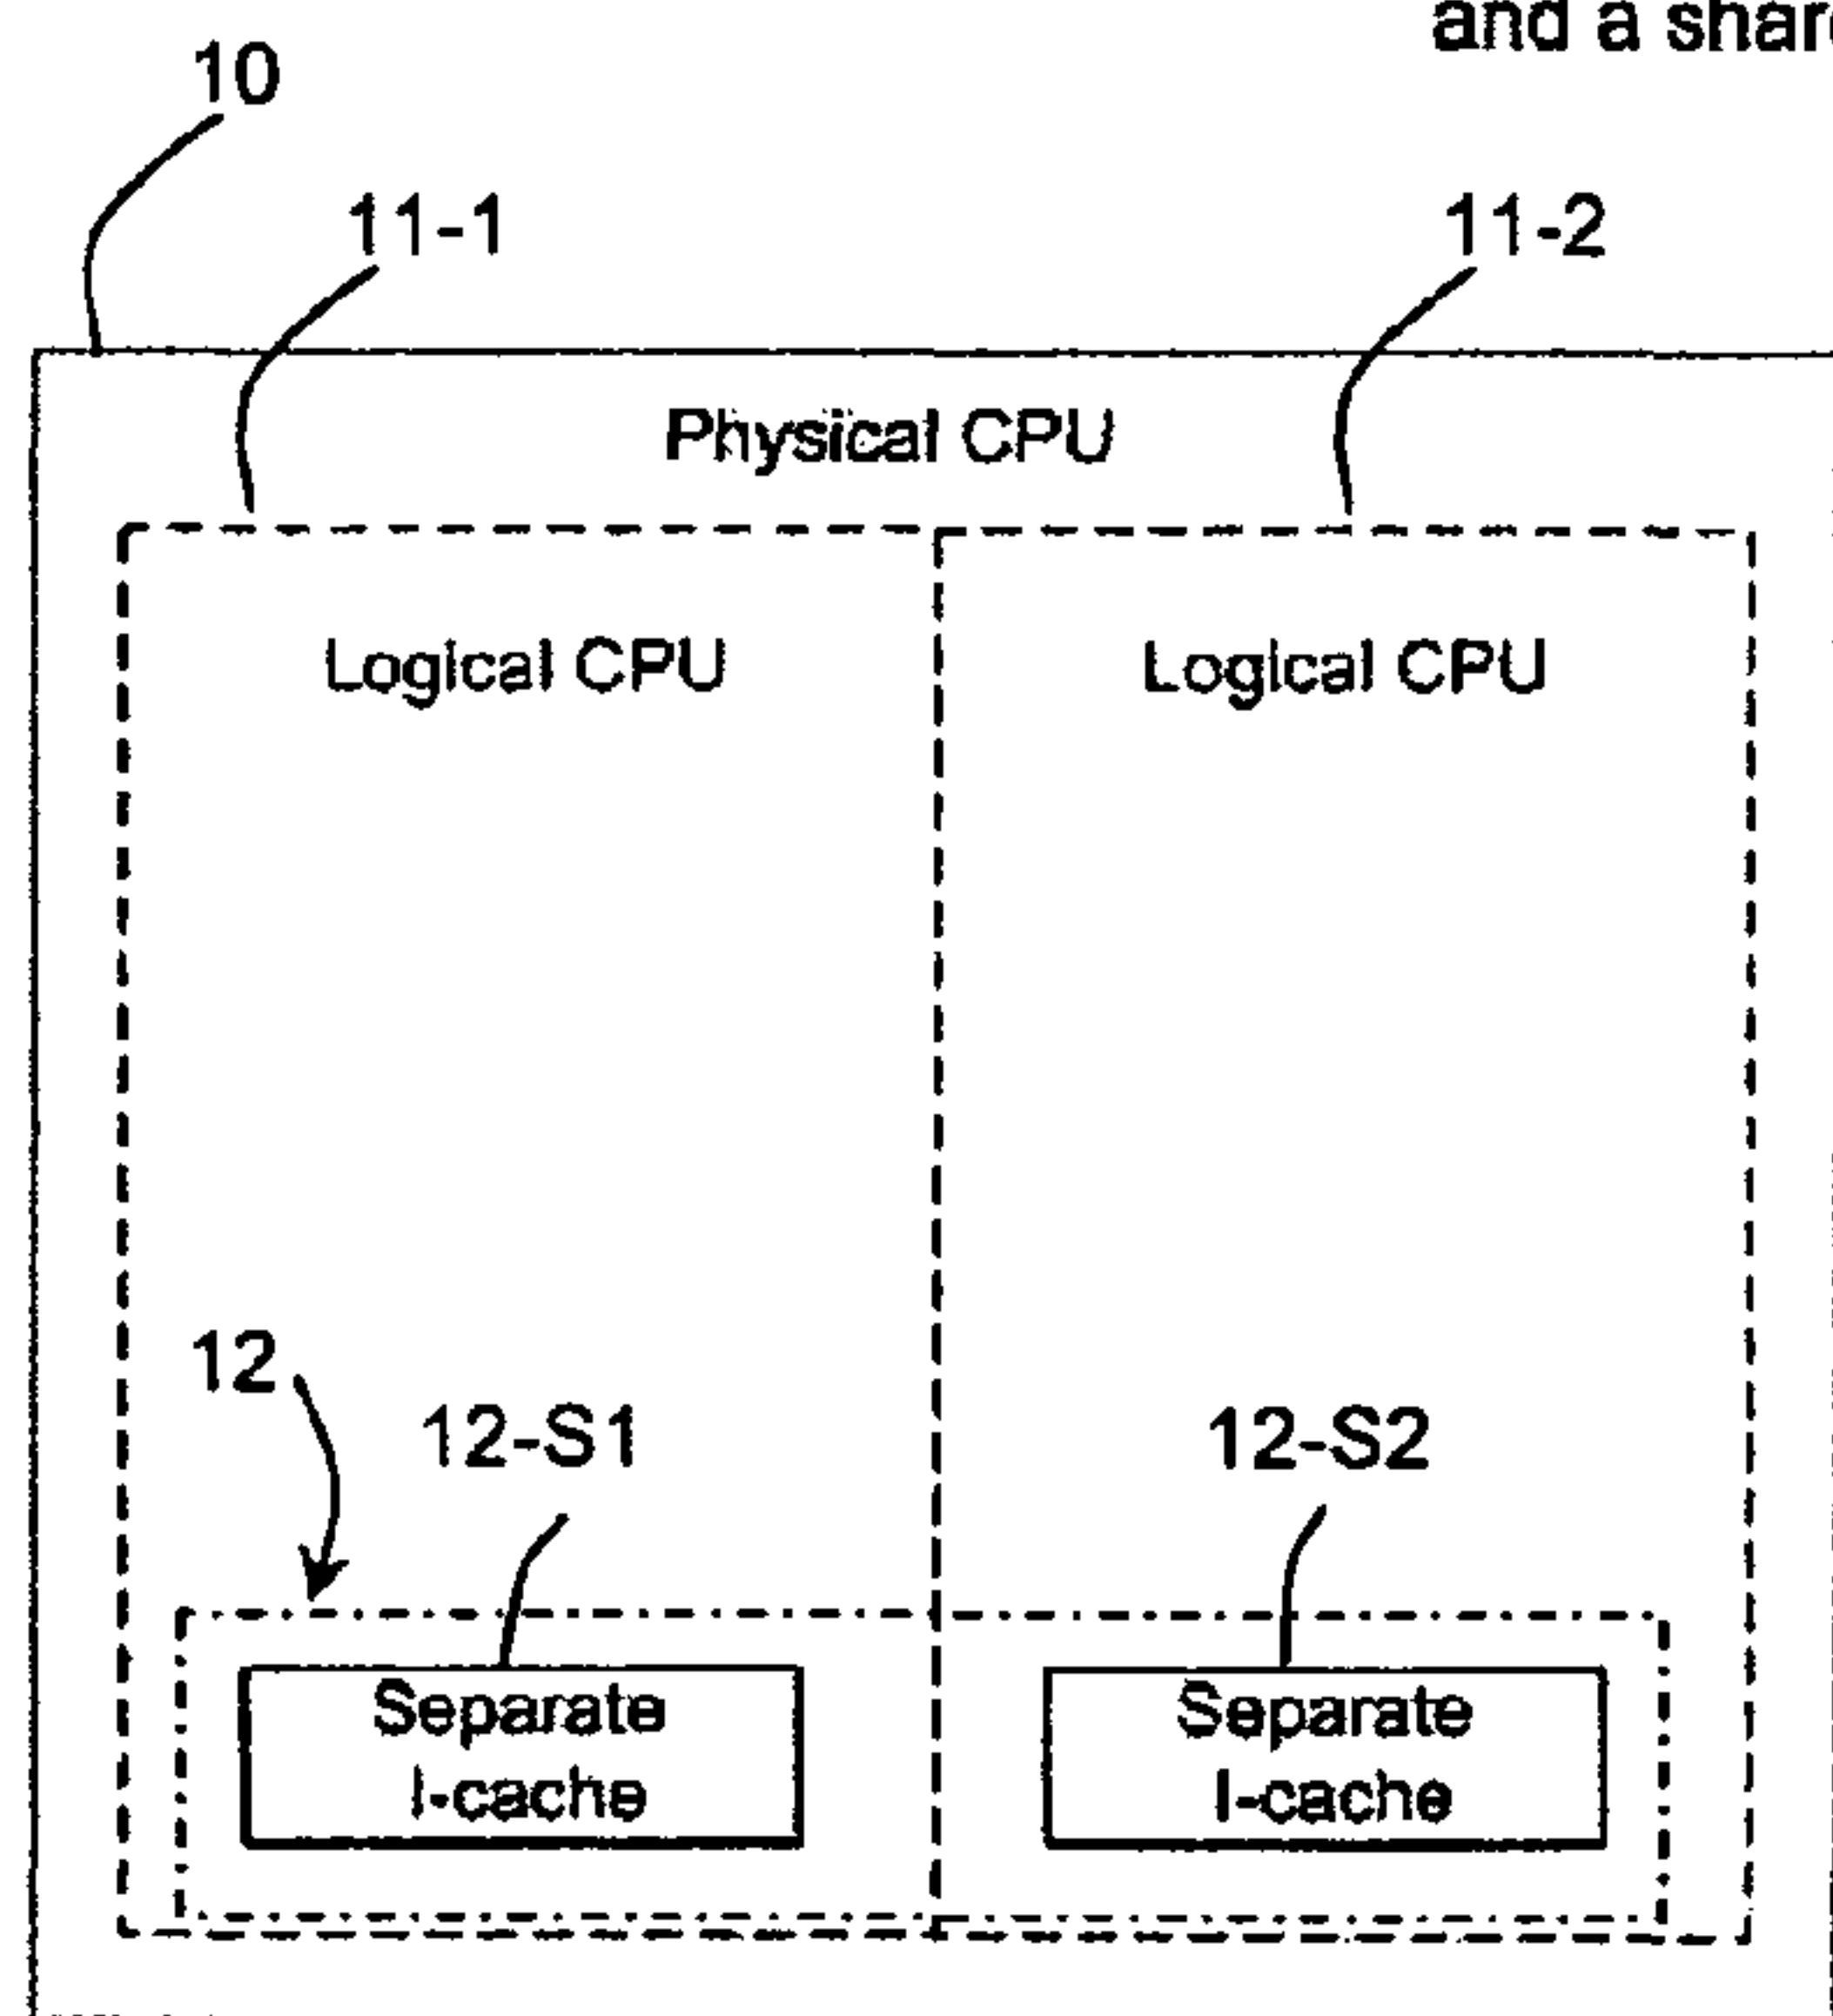 and a
10
11-1
11-2
Physical CPU
Logical CPU
Logical CPU
12
12-S1
12-S2
Separate
I-cache
Separate
I-cache